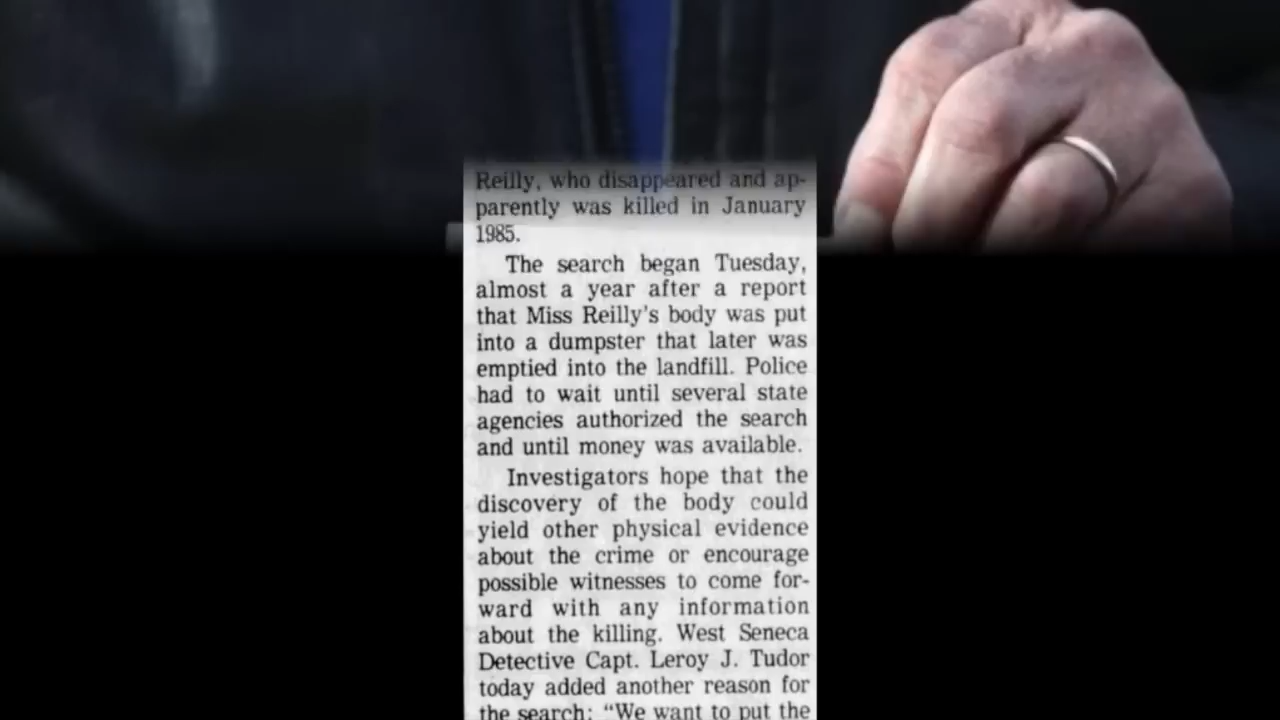 Reilly, who disappeared and ap-
parently was killed in January
1985.
The search began Tuesday,
almost a year after a report
that Miss Reilly's body was put
into a dumpster that later was
emptied into the landfill. Police
had to wait until several state
agencies authorized the search
and until money was available.
Investigators hope that the
discovery of the body could
yield other physical evidence
about the crime or encourage
possible witnesses to come for-
ward with any information
about the killing. West Seneca
Detective Capt. Leroy J. Tudor
today added another reason for
the search: "We want to put the